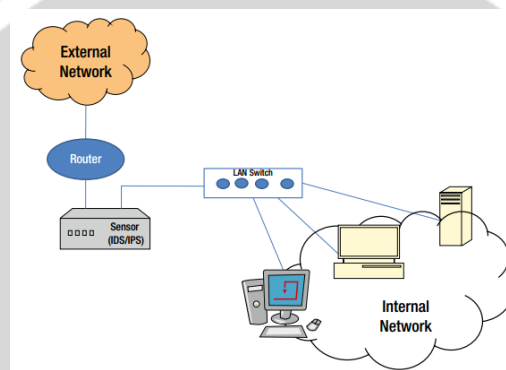 External
Network
Router
LAN Switch
Sensor
(IDS/IPS)
Internal
Network